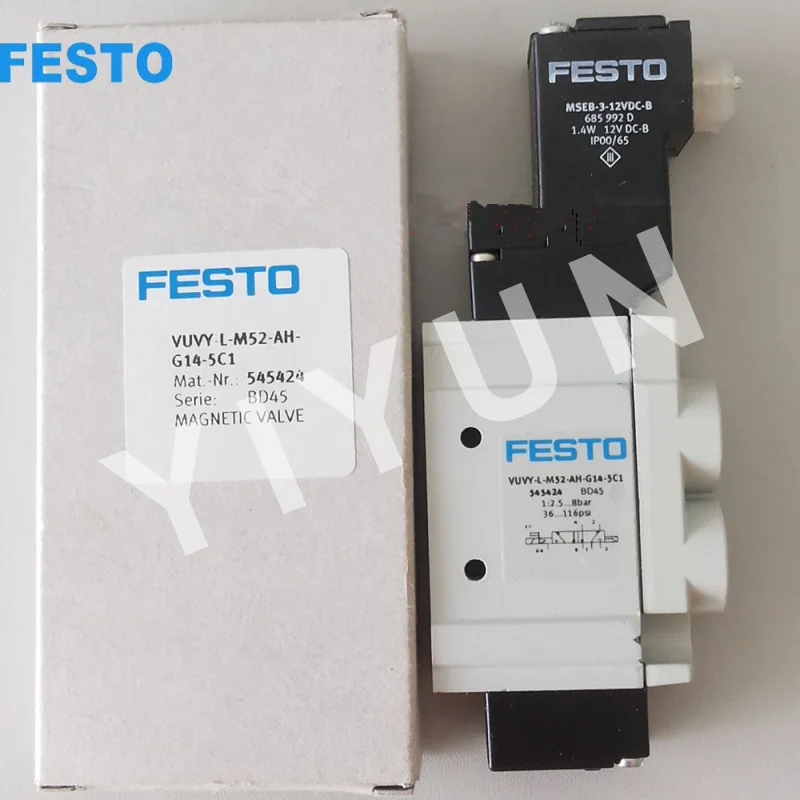 FESTO
FESTO
VUVY-L-M52-AH-
G14-5C1
Mat.-Nr.: 545424
Serie: BD45
MAGNETIC VALVE
FESTO
MSEB-3-12VDC-B
685 992 D
1.4W 12V DC-B
IP00/65
III
FESTO
VUVY-L-M52-AH-G14-5C1
545424 BD45
1:2.5...8bar
36...116psi
YIYUN